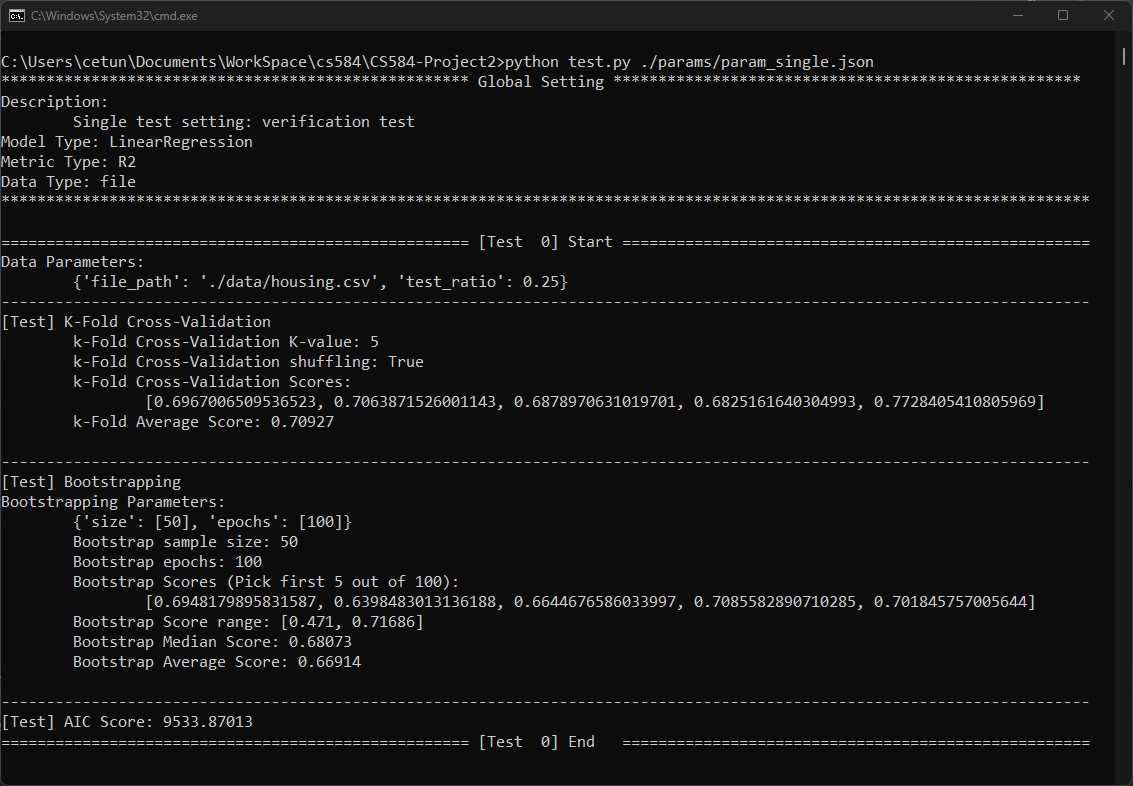 C:\Windows\System32\cmd.exe
C:\Users\cetun\Documents\WorkSpace\cs584\CS584-Project2>python test.py ./params/param_single.json
**************************************************** Global Setting ****************************************************
Description:
        Single test setting: verification test
Model Type: LinearRegression
Metric Type: R2
Data Type: file
*************************************************************************************************************************
==================================================== [Test  0] Start ====================================================
Data Parameters:
        {'file_path': './data/housing.csv', 'test_ratio': 0.25}
-------------------------------------------------------------------------------------------------------------------------
[Test] K-Fold Cross-Validation
        k-Fold Cross-Validation K-value: 5
        k-Fold Cross-Validation shuffling: True
        k-Fold Cross-Validation Scores:
                [0.6967006509536523, 0.7063871526001143, 0.6878970631019701, 0.6825161640304993, 0.7728405410805969]
        k-Fold Average Score: 0.70927
-------------------------------------------------------------------------------------------------------------------------
[Test] Bootstrapping
Bootstrapping Parameters:
        {'size': [50], 'epochs': [100]}
        Bootstrap sample size: 50
        Bootstrap epochs: 100
        Bootstrap Scores (Pick first 5 out of 100):
                [0.6948179895831587, 0.6398483013136188, 0.6644676586033997, 0.7085582890710285, 0.701845757005644]
        Bootstrap Score range: [0.471, 0.71686]
        Bootstrap Median Score: 0.68073
        Bootstrap Average Score: 0.66914
-------------------------------------------------------------------------------------------------------------------------
[Test] AIC Score: 9533.87013
==================================================== [Test  0] End   ====================================================